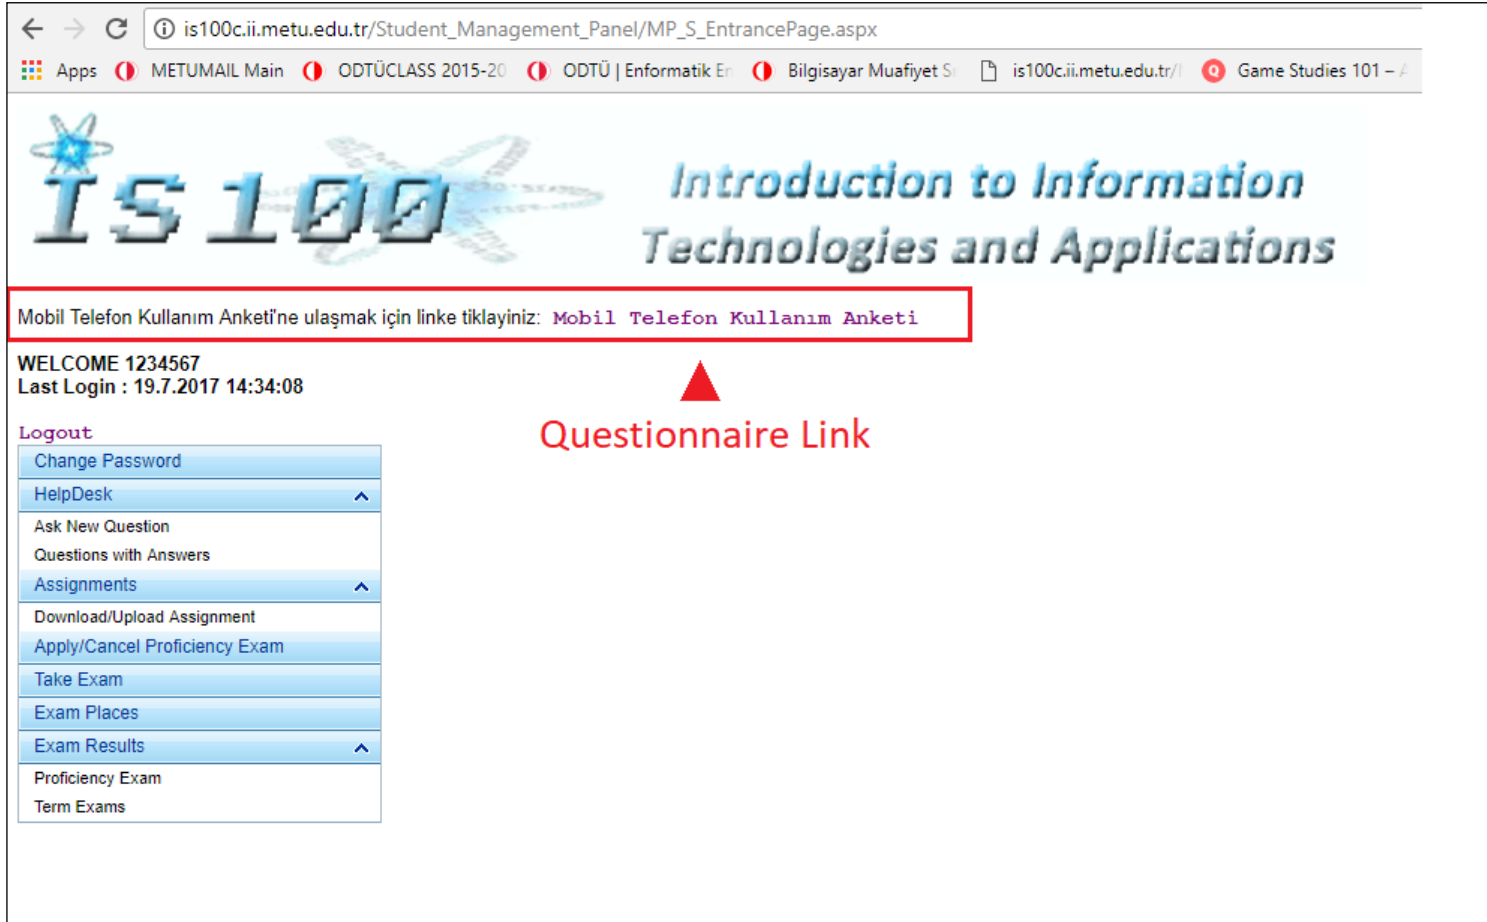 is100c.ii.metu.edu.tr/Student_Management_Panel/MP_S_EntrancePage.aspx
Apps METUMAIL Main ODTÜCLASS 2015-20 ODTÜ | Enformatik En Bilgisayar Muafiyet S is100c.ii.metu.edu.tr/ Game Studies 101 –
IS 100 Introduction to Information
Technologies and Applications
Mobil Telefon Kullanım Anketi'ne ulaşmak için linke tiklayiniz: Mobil Telefon Kullanım Anketi
WELCOME 1234567
Last Login : 19.7.2017 14:34:08
Questionnaire Link
Logout
Change Password
HelpDesk
Ask New Question
Questions with Answers
Assignments
Download/Upload Assignment
Apply/Cancel Proficiency Exam
Take Exam
Exam Places
Exam Results
Proficiency Exam
Term Exams